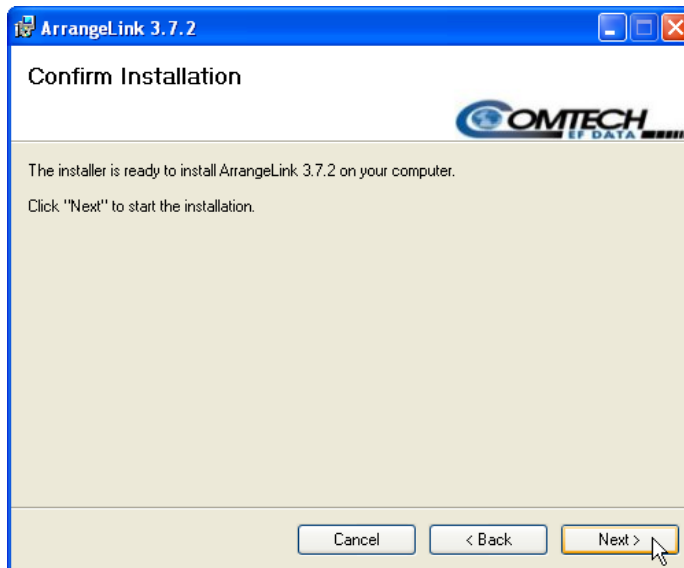 ArrangeLink 3.7.2
Confirm Installation
COMTECH
EF DATA
The installer is ready to install ArrangeLink 3.7.2 on your computer.
Click "Next" to start the installation.
Cancel
< Back
Next >